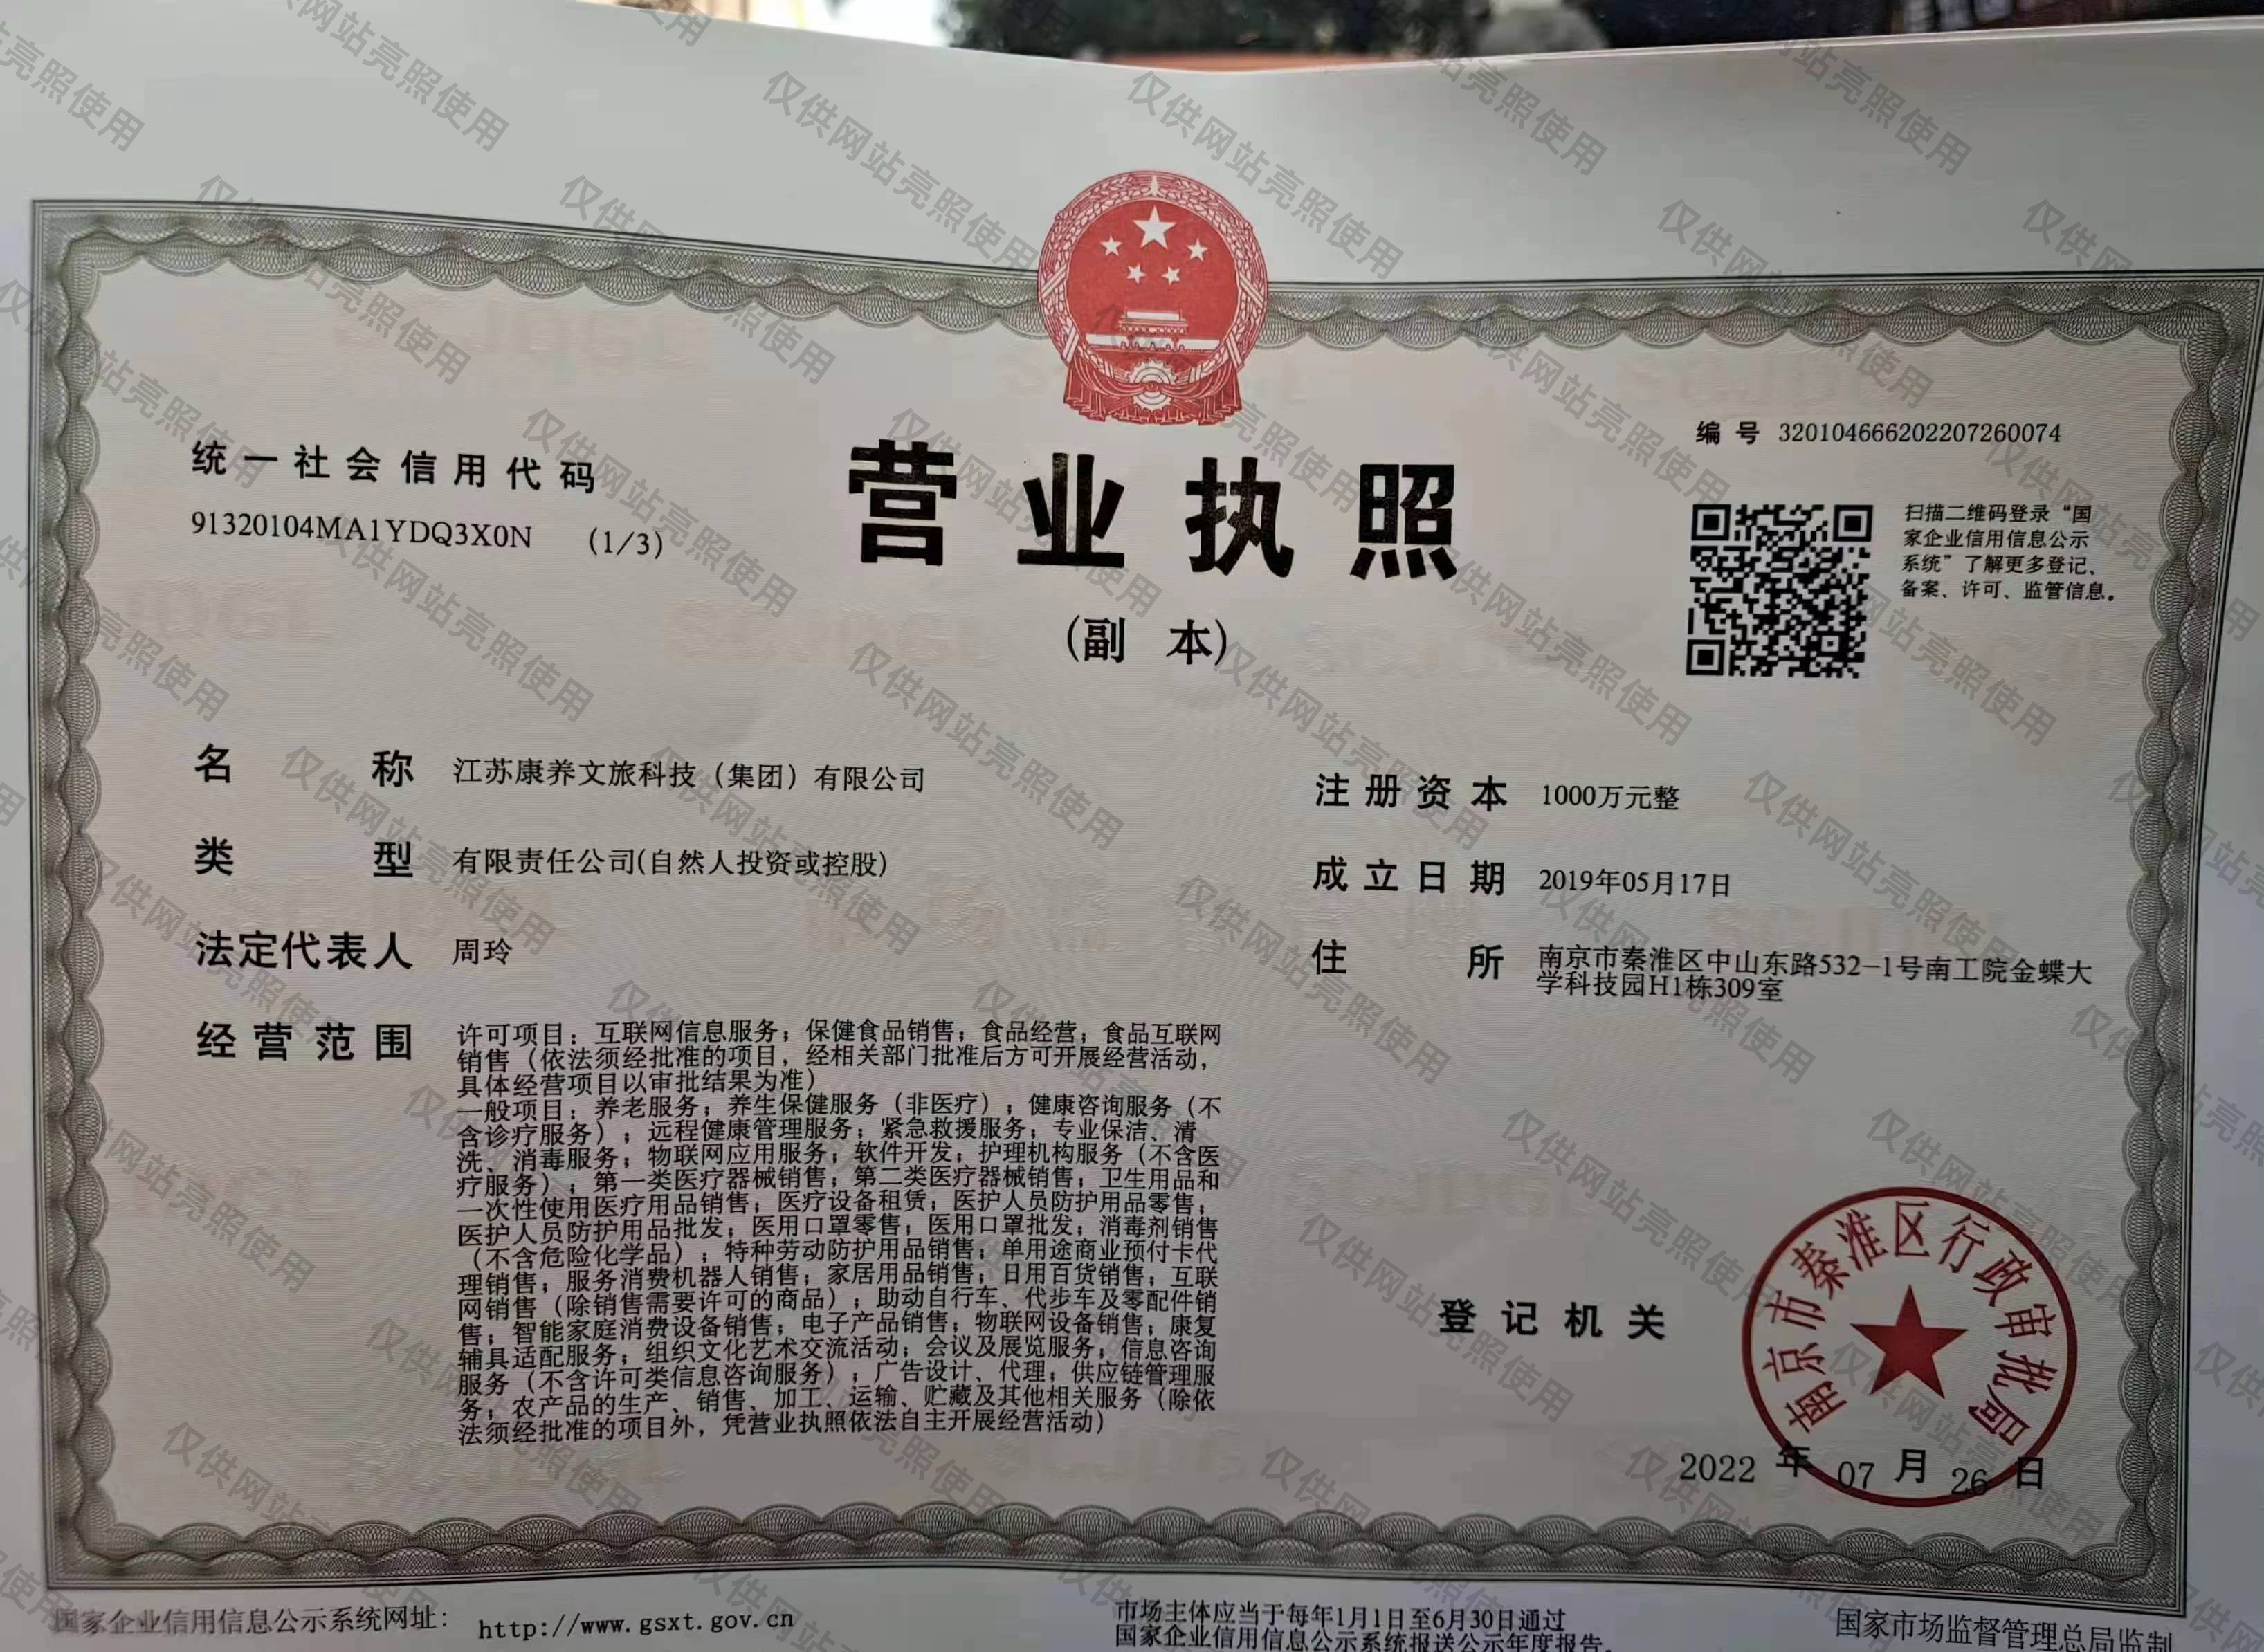 编号 320104666202207260074
统一社会信用代码
91320104MA1YDQ3X0N (1/3)
营业执照
(副 本)
扫描二维码登录“国
家企业信用信息公示
系统”了解更多登记、
备案、许可、监管信息。
名称 江苏康养文旅科技（集团）有限公司
类型 有限责任公司(自然人投资或控股)
法定代表人 周玲
经营范围 许可项目：互联网信息服务；保健食品销售；食品经营；食品互联网
销售（依法须经批准的项目，经相关部门批准后方可开展经营活动，
具体经营项目以审批结果为准）
一般项目：养老服务；养生保健服务（非医疗）；健康咨询服务（不
含诊疗服务）；远程健康管理服务；紧急救援服务；专业保洁、清
洗、消毒服务；物联网应用服务；软件开发；护理机构服务（不含医
疗服务）；第一类医疗器械销售；第二类医疗器械销售；卫生用品和
一次性使用医疗用品销售；医疗设备租赁；医护人员防护用品零售；
医护人员防护用品批发；医用口罩零售；医用口罩批发；消毒剂销售
（不含危险化学品）；特种劳动防护用品销售；单用途商业预付卡代
理销售；服务消费机器人销售；家居用品销售；日用百货销售；互联
网销售（除销售需要许可的商品）；助动自行车、代步车及零配件销
售；智能家庭消费设备销售；电子产品销售；物联网设备销售；康复
辅具适配服务；组织文化艺术交流活动；会议及展览服务；信息咨询
服务（不含许可类信息咨询服务）；广告设计、代理；供应链管理服
务；农产品的生产、销售、加工、运输、贮藏及其他相关服务（除依
法须经批准的项目外，凭营业执照依法自主开展经营活动）
注册资本 1000万元整
成立日期 2019年05月17日
住所 南京市秦淮区中山东路532-1号南工院金蝶大
学科技园H1栋309室
登记机关
南京市秦淮区行政审批局
2022 年 07 月 26 日
国家企业信用信息公示系统网址： http://www.gsxt.gov.cn
市场主体应当于每年1月1日至6月30日通过
国家企业信用信息公示系统报送公示年度报告。
国家市场监督管理总局监制
仅供网站亮照使用